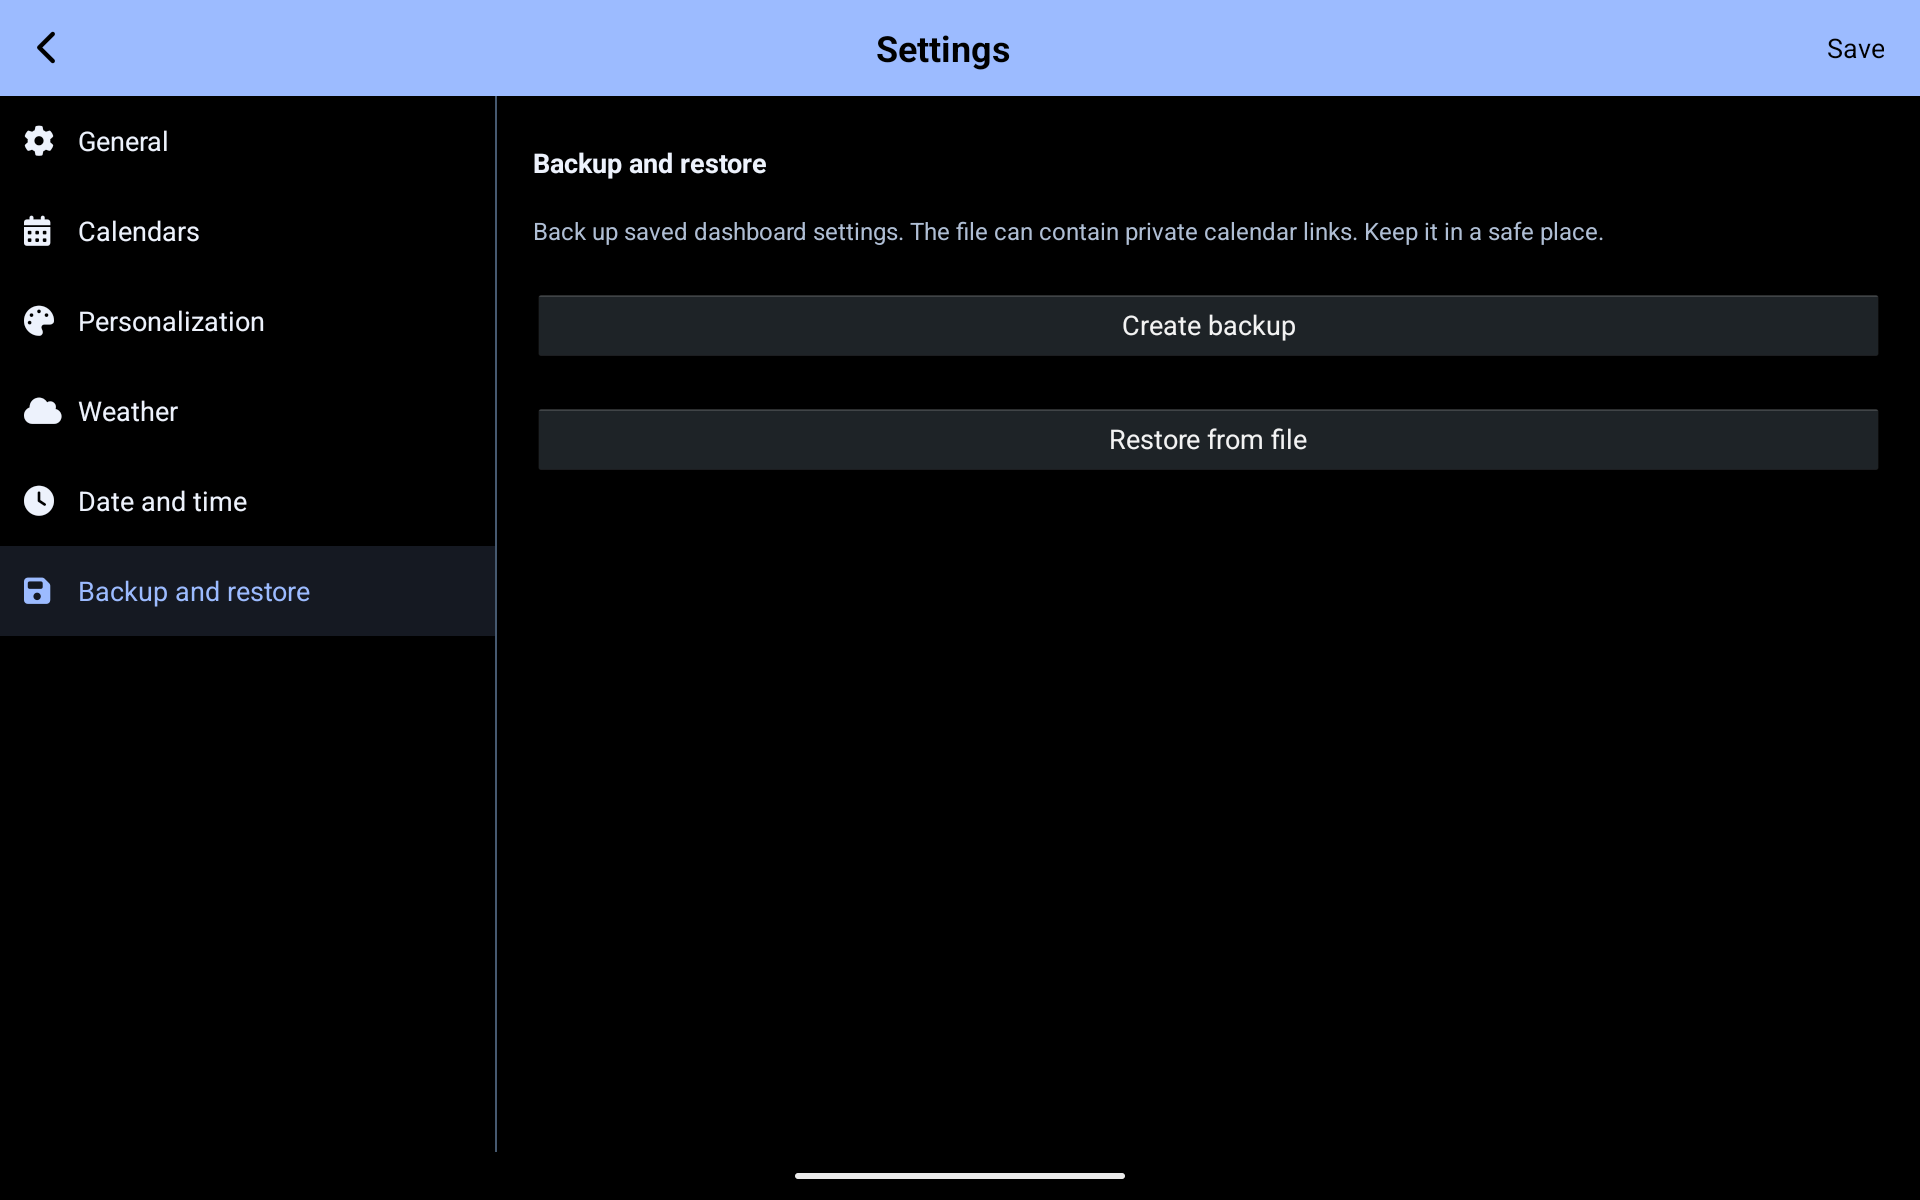 Settings
Save
General
Calendars
Personalization
Weather
Date and time
Backup and restore
Backup and restore
Back up saved dashboard settings. The file can contain private calendar links. Keep it in a safe place.
Create backup
Restore from file